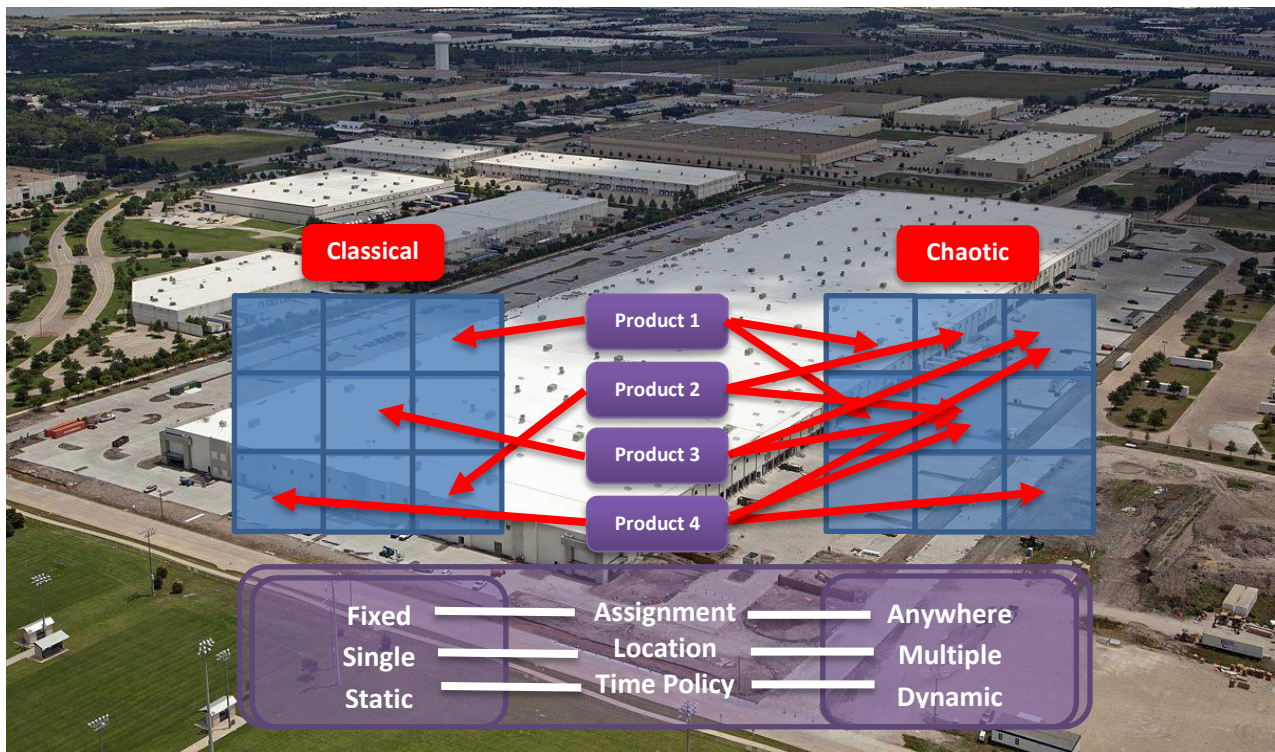 Classical
Chaotic
Product 1
Product 2
Product 3
Product 4
Fixed
Assignment
Anywhere
Single
Location
Multiple
Static
Time Policy
Dynamic